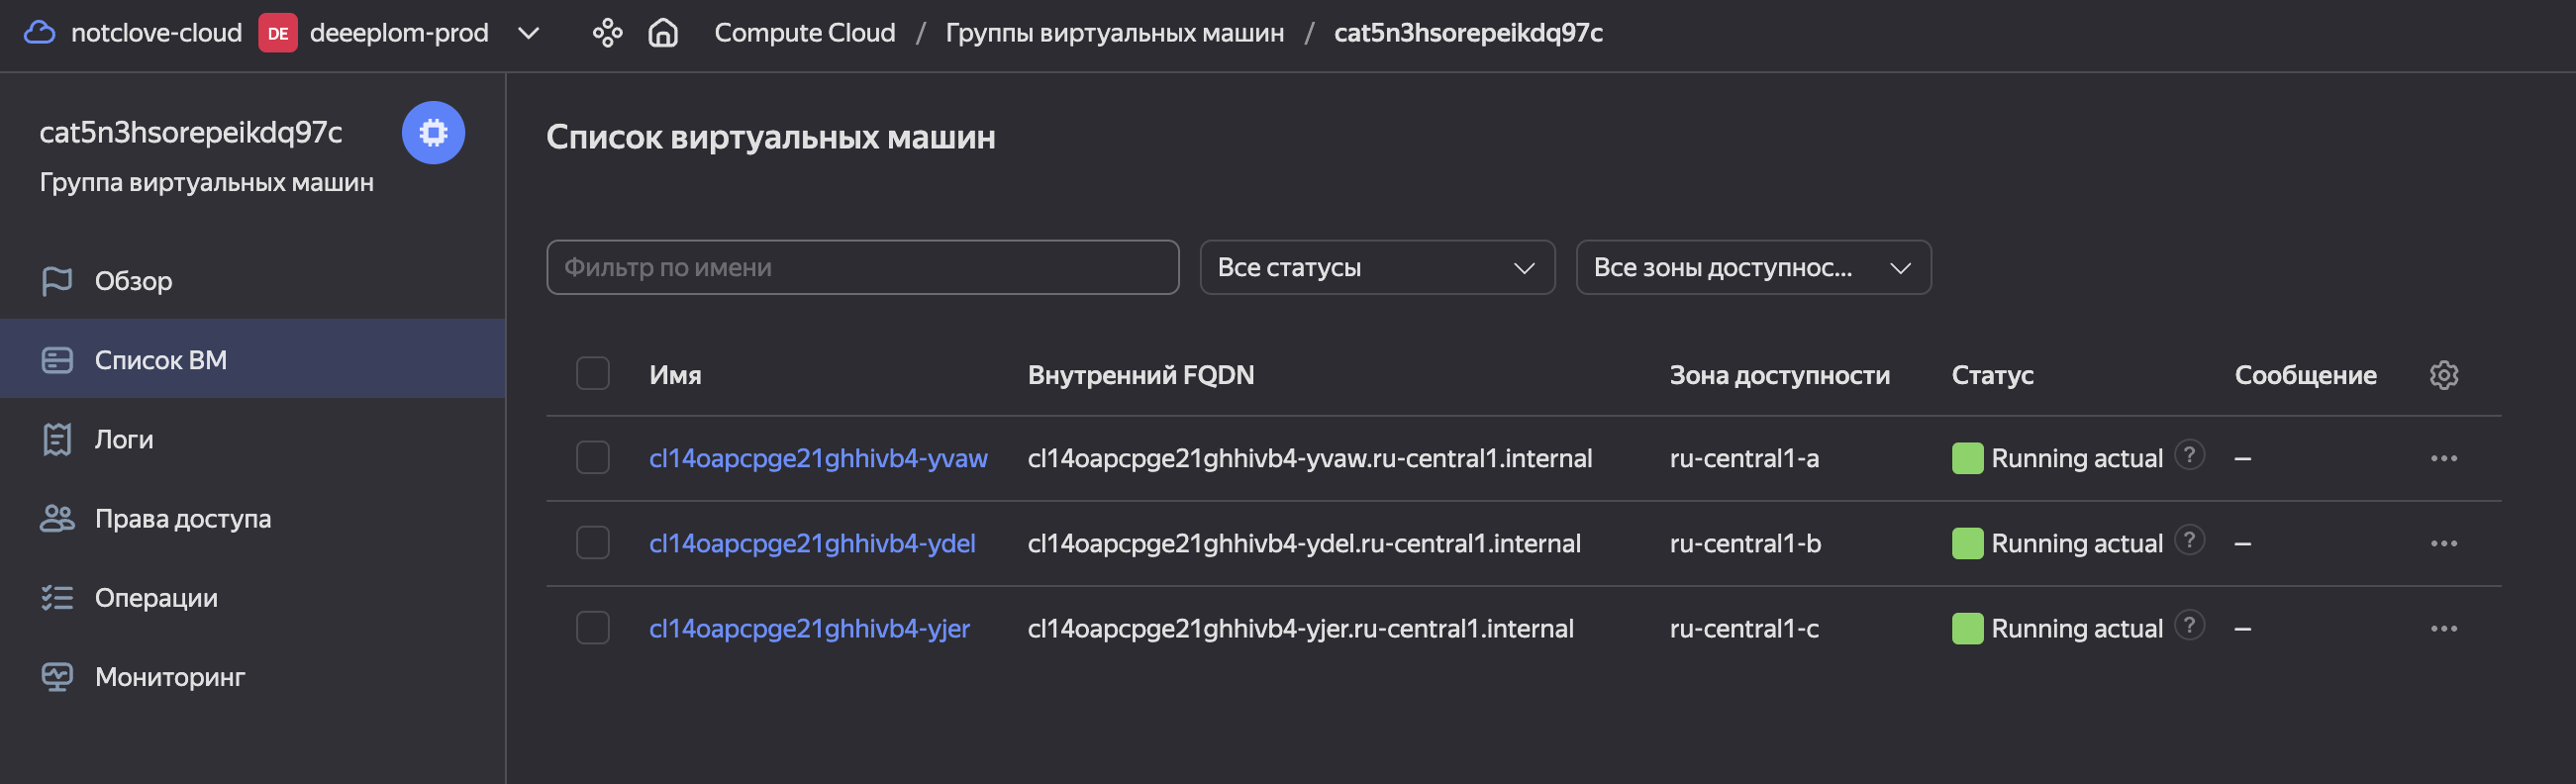 notclove-cloud DE deeeplom-prod Compute Cloud / Группы виртуальных машин / cat5n3hsorepeikdq97c
cat5n3hsorepeikdq97c
Группа виртуальных машин
Обзор
Список ВМ
Логи
Права доступа
Операции
Мониторинг
Список виртуальных машин
Фильтр по имени Все статусы Все зоны доступнос...
Имя Внутренний FQDN Зона доступности Статус Сообщение
cl14oapcpge21ghhivb4-yvaw cl14oapcpge21ghhivb4-yvaw.ru-central1.internal ru-central1-a Running actual ? –
cl14oapcpge21ghhivb4-ydel cl14oapcpge21ghhivb4-ydel.ru-central1.internal ru-central1-b Running actual ? –
cl14oapcpge21ghhivb4-yjer cl14oapcpge21ghhivb4-yjer.ru-central1.internal ru-central1-c Running actual ? –